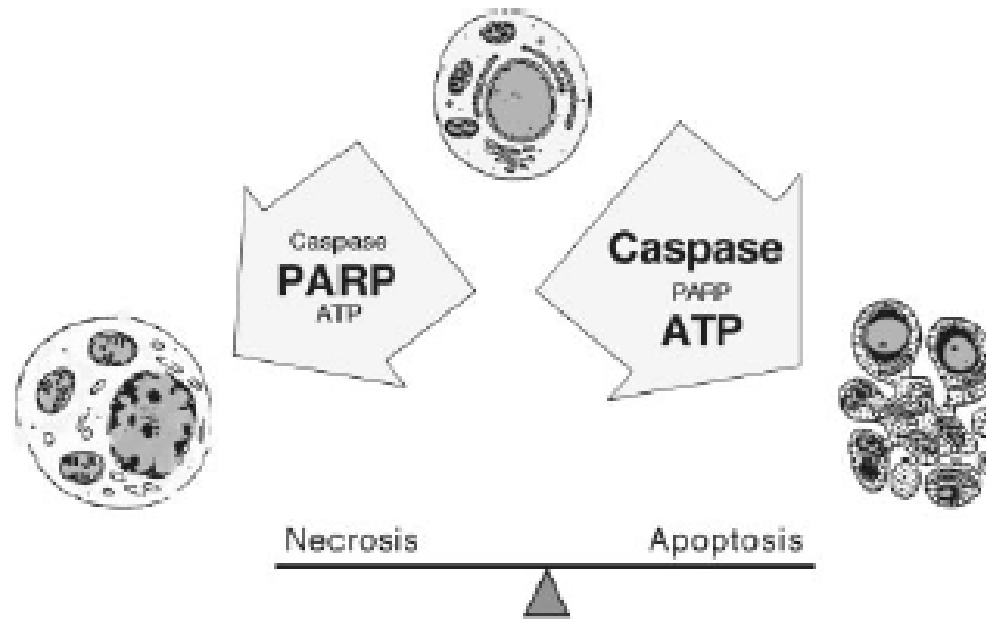 Caspase
PARP
ATP
Caspase
PARP
ATP
Necrosis
Apoptosis